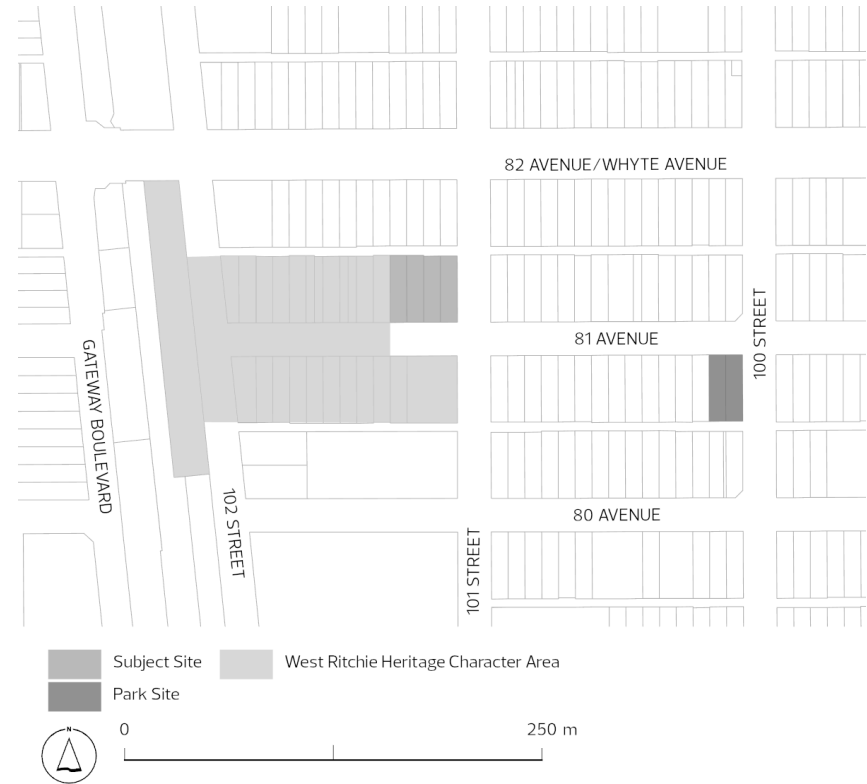 82 AVENUE/WHYTE AVENUE
81 AVENUE
100 STREET
GATEWAY BOULEVARD
102 STREET
80 AVENUE
101 STREET
Subject Site
West Ritchie Heritage Character Area
Park Site
N
0
250 m